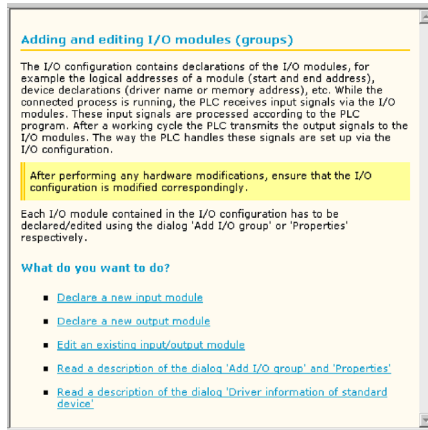 Adding and editing I/O modules (groups)
The I/O configuration contains declarations of the I/O modules, for
example the logical addresses of a module (start and end address),
device declarations (driver name or memory address), etc. While the
connected process is running, the PLC receives input signals via the I/O
modules. These input signals are processed according to the PLC
program. After a working cycle the PLC transmits the output signals to the
I/O modules. The way the PLC handles these signals are set up via the
I/O configuration.
After performing any hardware modifications, ensure that the I/O
configuration is modified correspondingly.
Each I/O module contained in the I/O configuration has to be
declared/edited using the dialog 'Add I/O group' or 'Properties'
respectively.
What do you want to do?
Declare a new input module
Declare a new output module
Edit an existing input/output module
Read a description of the dialog 'Add I/O group' and 'Properties'
Read a description of the dialog 'Driver information of standard
device'